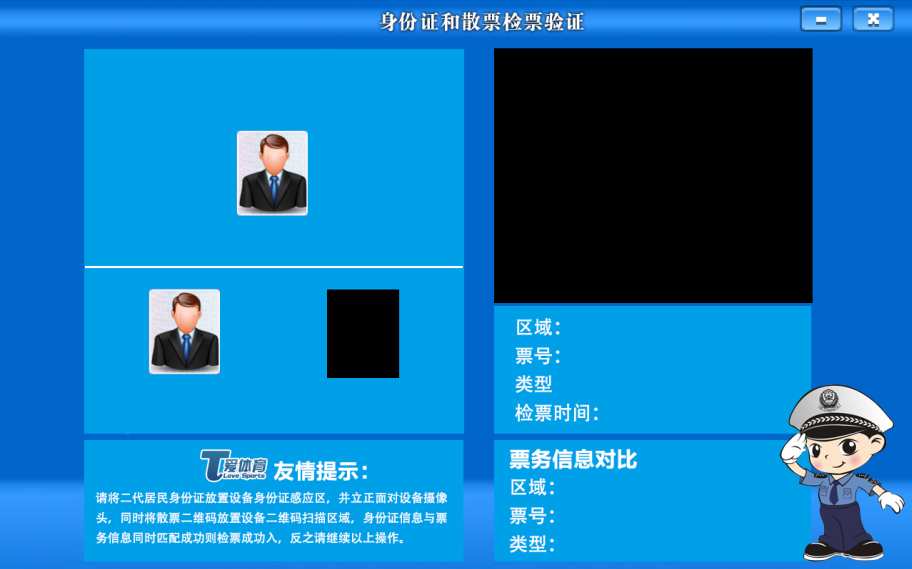 身份证和散票检票验证
区域：
票号：
类型
检票时间：
T爱体育
Love Sports
友情提示：
请将二代居民身份证放置设备身份证感应区，并立正面对设备摄像
头，同时将散票二维码放置设备二维码扫描区域，身份证信息与票
务信息同时匹配成功则检票成功入，反之请继续以上操作。
票务信息对比
区域：
票号：
类型：